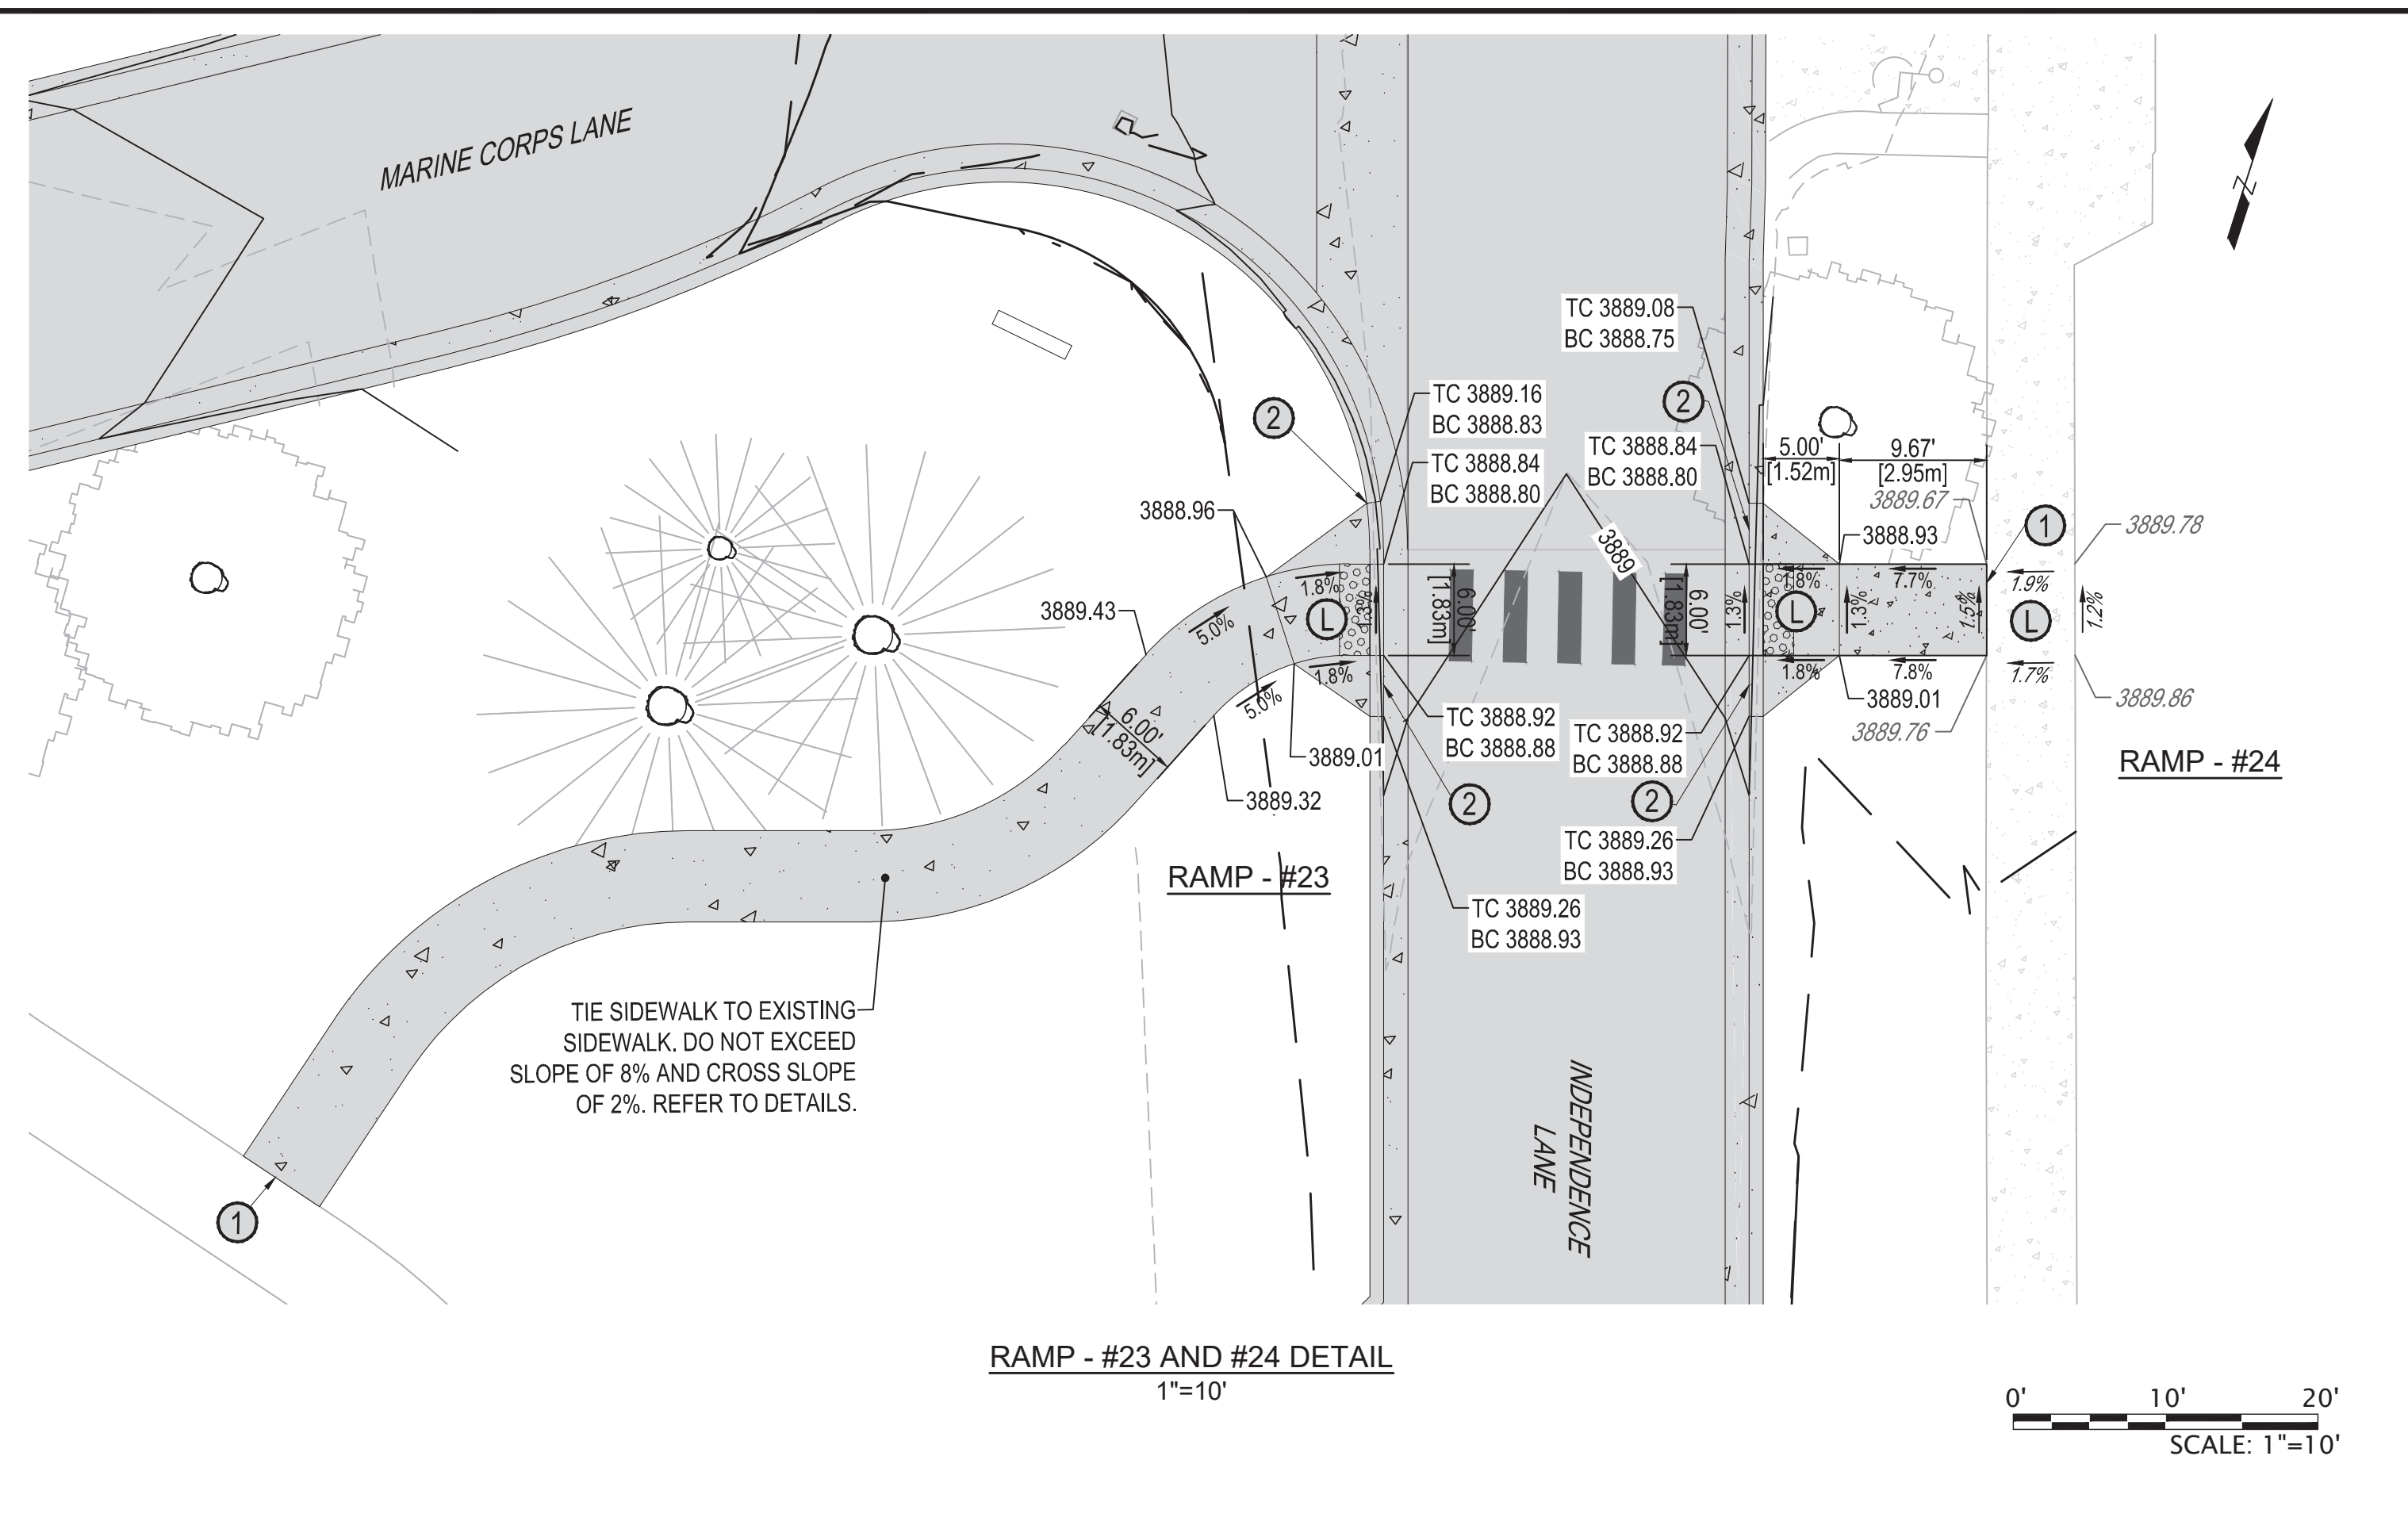 MARINE CORPS LANE
N
TC 3889.08
BC 3888.75
2
TC 3889.16
BC 3888.83
2
TC 3888.84
BC 3888.80
TC 3888.84
BC 3888.80
5.00'
[1.52m]
9.67'
[2.95m]
3889.67
3888.93
3889.78
1
3888.96
3889.43
3889
1.8%
1.8%
7.7%
1.9%
5.0%
L
1.3%
6.00'
[1.83m]
6.00'
[1.83m]
1.3%
L
1.3%
1.5%
L
1.2%
1.8%
1.8%
7.8%
1.7%
5.0%
6.00'
[1.83m]
3889.01
3889.86
3889.76
TC 3888.92
BC 3888.88
TC 3888.92
BC 3888.88
3889.01
3889.32
2
2
RAMP - #24
TC 3889.26
BC 3888.93
RAMP - #23
TC 3889.26
BC 3888.93
TIE SIDEWALK TO EXISTING
SIDEWALK. DO NOT EXCEED
SLOPE OF 8% AND CROSS SLOPE
OF 2%. REFER TO DETAILS.
INDEPENDENCE
LANE
1
RAMP - #23 AND #24 DETAIL
1"=10'
0' 10' 20'
SCALE: 1"=10'